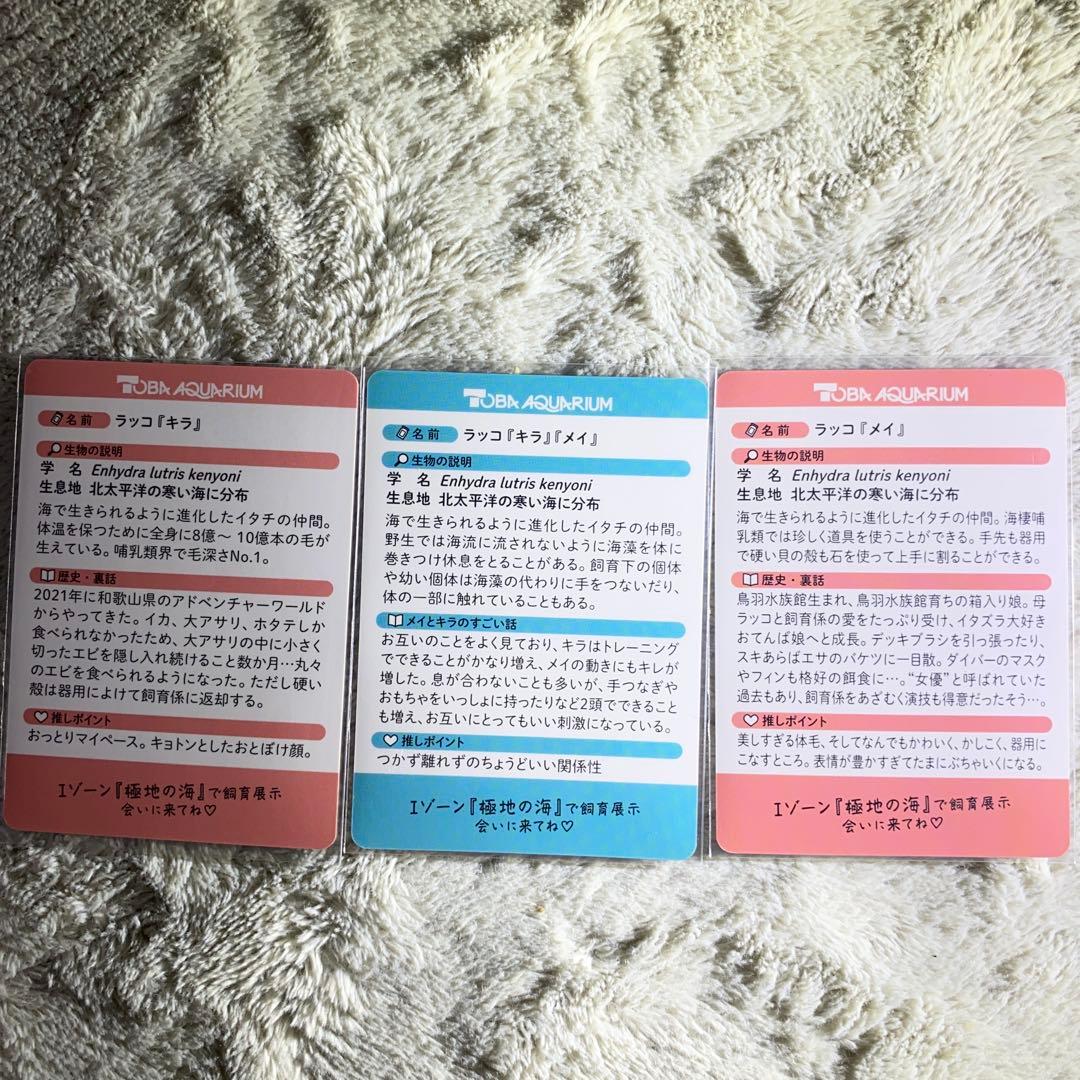 TOBA AQUARIUM
名前 ラッコ『キラ』
生物の説明
学 名 Enhydra lutris kenyoni
生息地 北太平洋の寒い海に分布
海で生きられるように進化したイタチの仲間。
体温を保つために全身に8億〜10億本の毛が
生えている。哺乳類界で毛深さNo.1。
歴史・裏話
2021年に和歌山県のアドベンチャーワールド
からやってきた。イカ、大アサリ、ホタテしか
食べられなかったため、大アサリの中に小さく
切ったエビを隠し入れ続けること数か月…丸々
のエビを食べられるようになった。ただし硬い
殻は器用によけて飼育係に返却する。
推しポイント
おっとりマイペース。キョトンとしたおとぼけ顔。
Iゾーン『極地の海』で飼育展示
会いに来てね♡
TOBA AQUARIUM
名前 ラッコ『キラ』『メイ』
生物の説明
学 名 Enhydra lutris kenyoni
生息地 北太平洋の寒い海に分布
海で生きられるように進化したイタチの仲間。
野生では海流に流されないように海藻を体に
巻きつけ休息をとることがある。飼育下の個体
や幼い個体は海藻の代わりに手をつないだり、
体の一部に触れていることもある。
メイとキラのすごい話
お互いのことをよく見ており、キラはトレーニング
でできることがかなり増え、メイの動きにもキレが
増した。息が合わないことも多いが、手つなぎや
おもちゃをいっしょに持ったりなど2頭でできること
も増え、お互いにとってもいい刺激になっている。
推しポイント
つかず離れずのちょうどいい関係性
Iゾーン『極地の海』で飼育展示
会いに来てね♡
TOBA AQUARIUM
名前 ラッコ『メイ』
生物の説明
学 名 Enhydra lutris kenyoni
生息地 北太平洋の寒い海に分布
海で生きられるように進化したイタチの仲間。海棲哺
乳類では珍しく道具を使うことができる。手先も器用
で硬い貝の殻も石を使って上手に割ることができる。
歴史・裏話
鳥羽水族館生まれ、鳥羽水族館育ちの箱入り娘。母
ラッコと飼育係の愛をたっぷり受け、イタズラ大好き
おてんば娘へと成長。デッキブラシを引っ張ったり、
スキあらばエサのバケツに一目散。ダイバーのマスク
やフィンも格好の餌食に…。“女優”と呼ばれていた
過去もあり、飼育係をあざむく演技も得意だったそう…。
推しポイント
美しすぎる体毛、そしてなんでもかわいく、かしこく、器用に
こなすところ。表情が豊かすぎてたまにぶちゃいくになる。
Iゾーン『極地の海』で飼育展示
会いに来てね♡